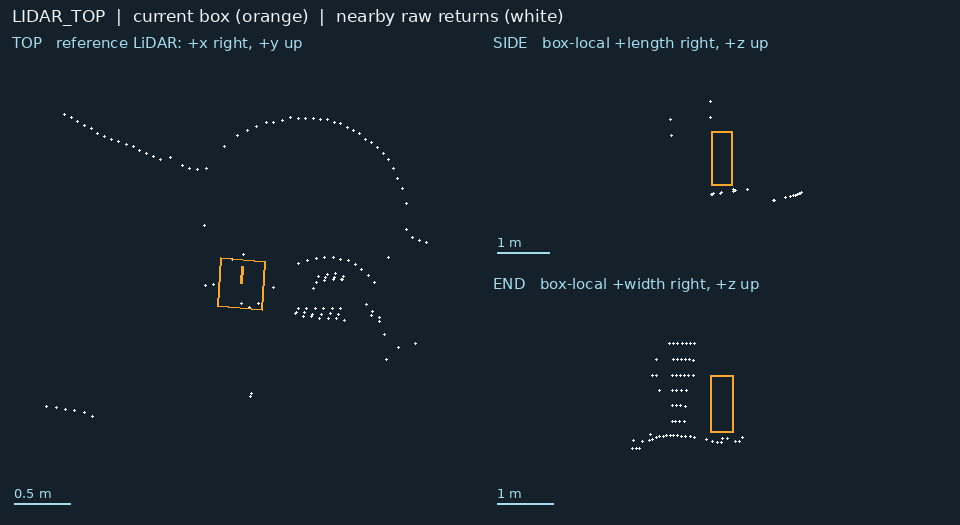 LIDAR_TOP  |  current box (orange)  |  nearby raw returns (white)
TOP   reference LiDAR: +x right, +y up
SIDE   box-local +length right, +z up
1 m
END   box-local +width right, +z up
0.5 m
1 m